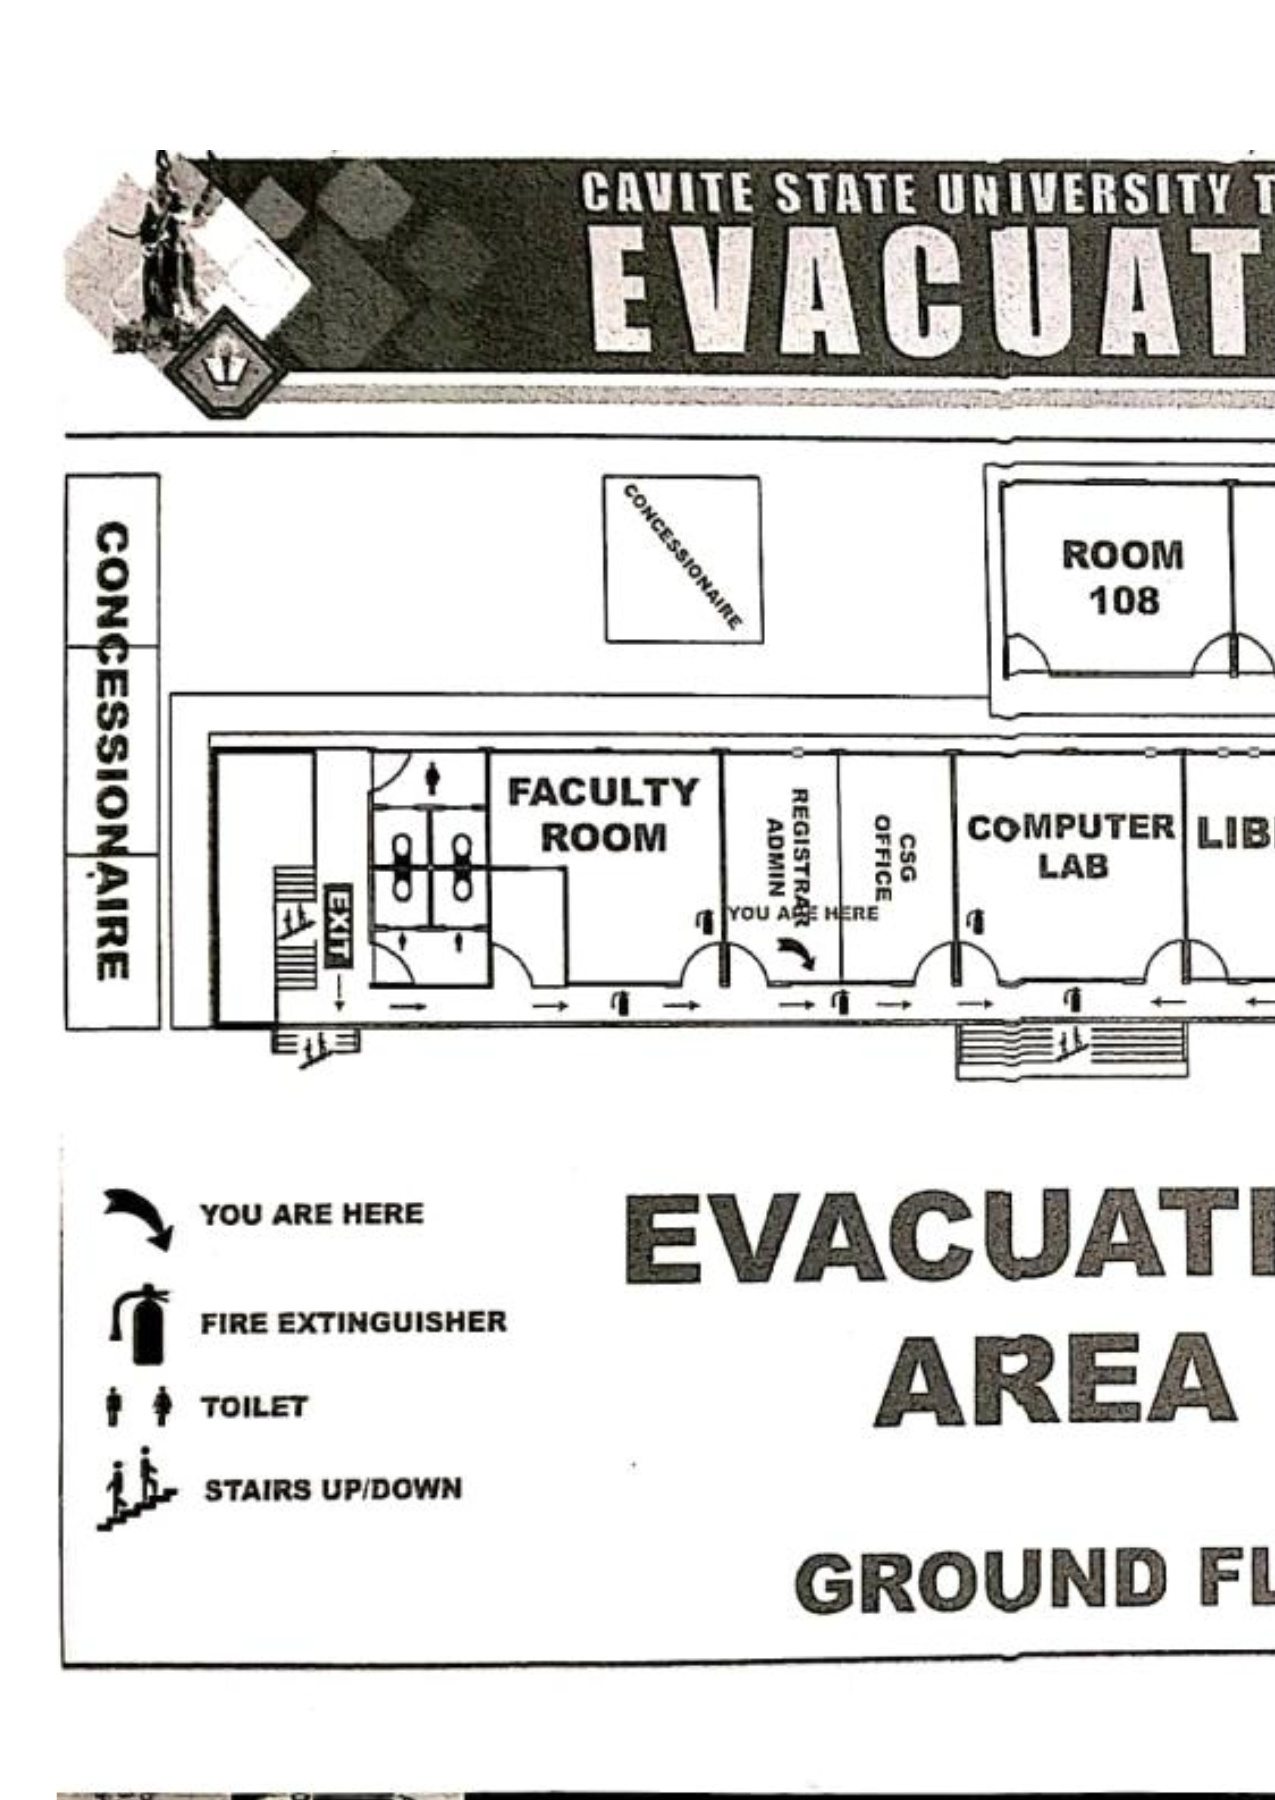 CAVITE STATE UNIVERSITY T
EVACUAT
CONCESSIONAIRE
CONCESSIONAIRE
ROOM
108
FACULTY
ROOM
REGISTRAR
ADMIN
CSG
OFFICE
COMPUTER
LAB
LIB
YOU ARE HERE
EXIT
YOU ARE HERE
FIRE EXTINGUISHER
TOILET
STAIRS UP/DOWN
EVACUATI
AREA
GROUND FL